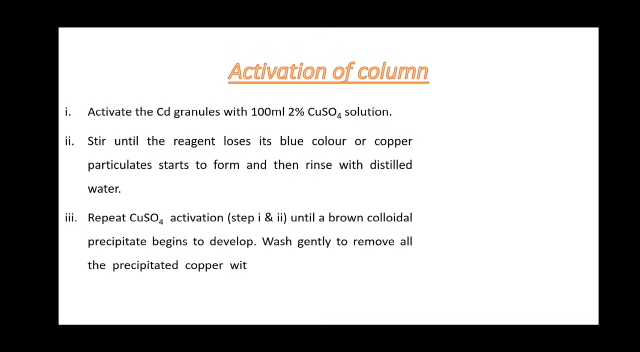 Activation of column
i. Activate the Cd granules with 100ml 2% CuSO₄ solution.
ii. Stir until the reagent loses its blue colour or copper
particulates starts to form and then rinse with distilled
water.
iii. Repeat CuSO₄ activation (step i & ii) until a brown colloidal
precipitate begins to develop. Wash gently to remove all
the precipitated copper wit